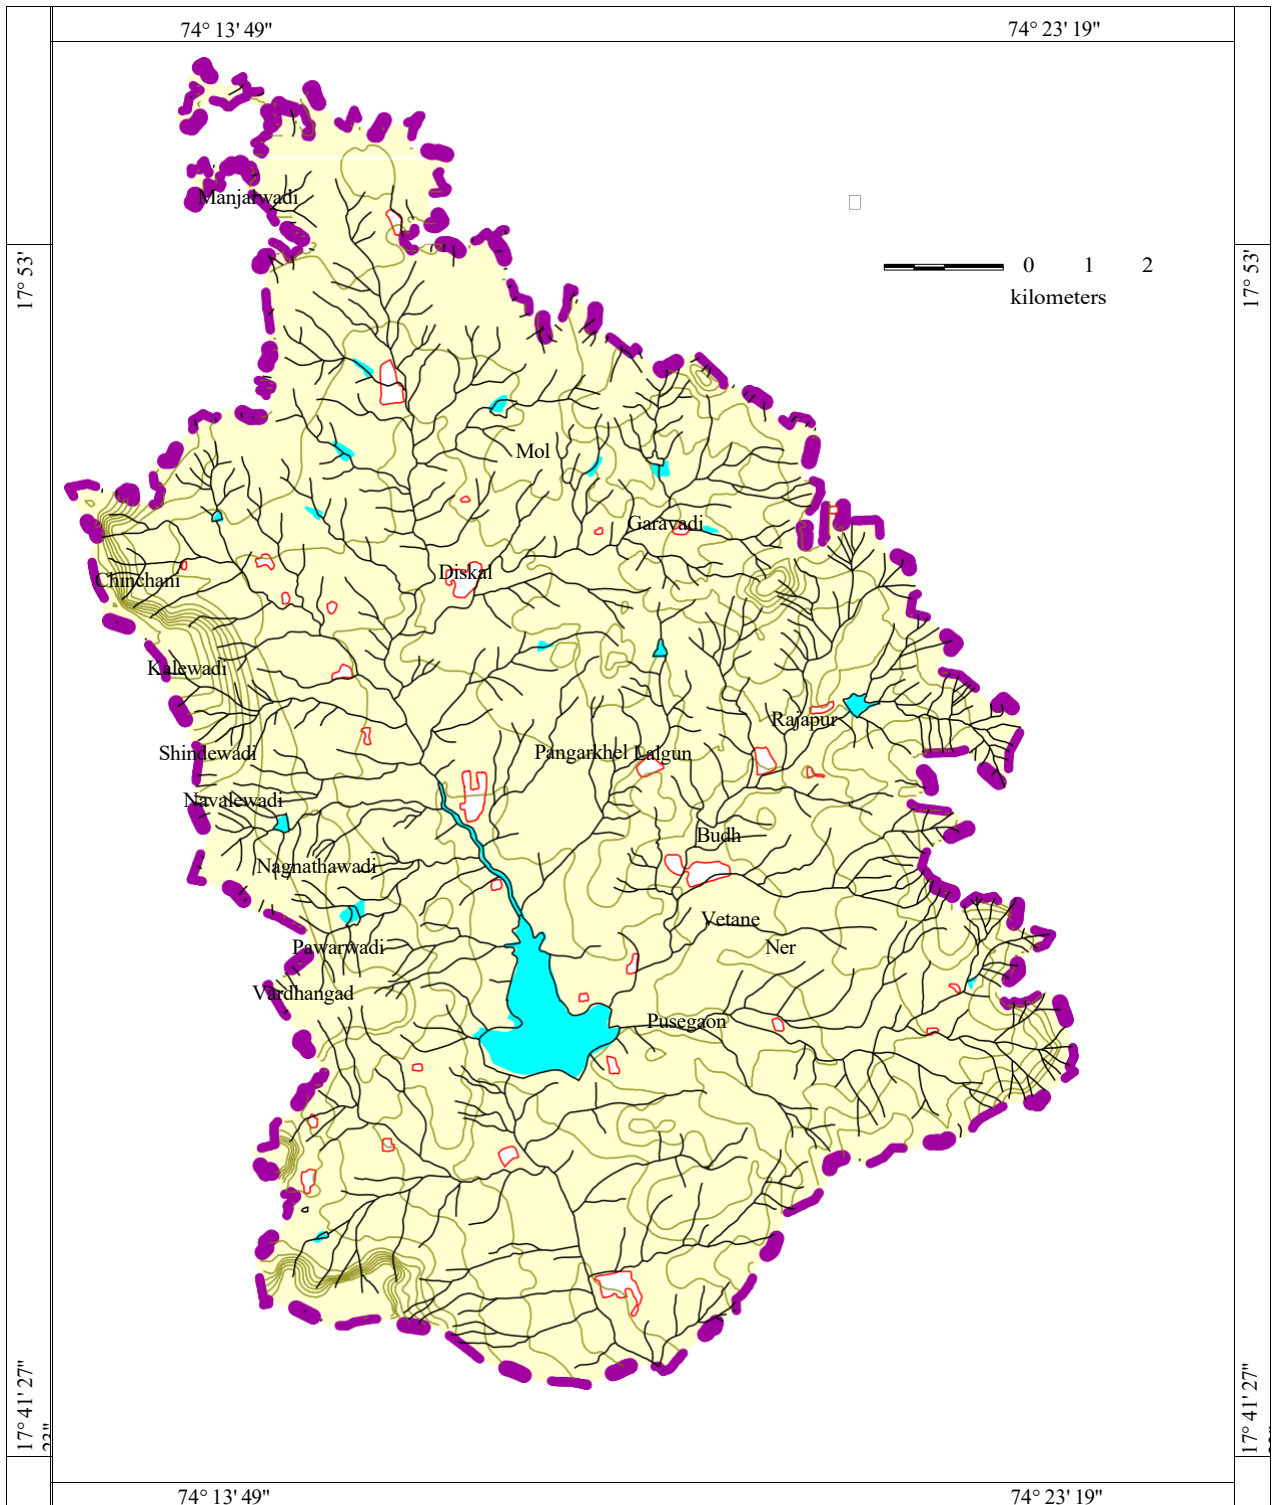 74° 13' 49"
74° 23' 19"
17° 53'
17° 53'
0 1 2
kilometers
Manjarwadi
Mol
Garavadi
Diskal
Chinchani
Kalewadi
Rajapur
Shindewadi
Pangarkhel Lalgun
Navalewadi
Budh
Nagnathawadi
Vetane
Ner
Pawarwadi
Vardhangad
Pusegaon
17° 41' 27"
17° 41' 27"
74° 13' 49"
74° 23' 19"